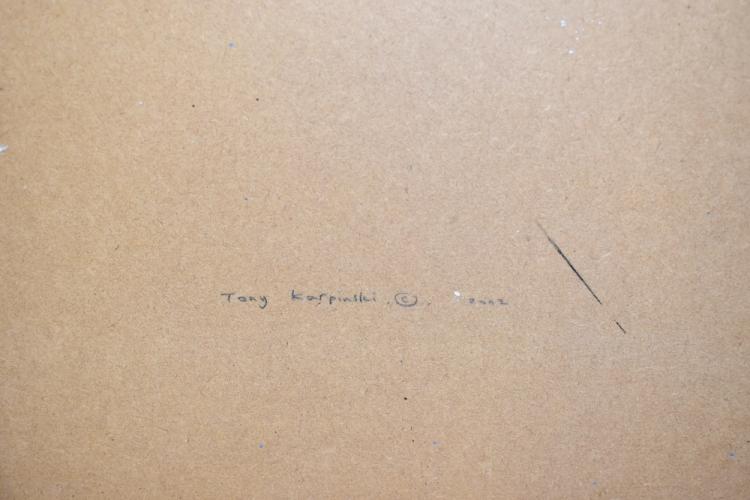 Tony Karpinski . © . 2002